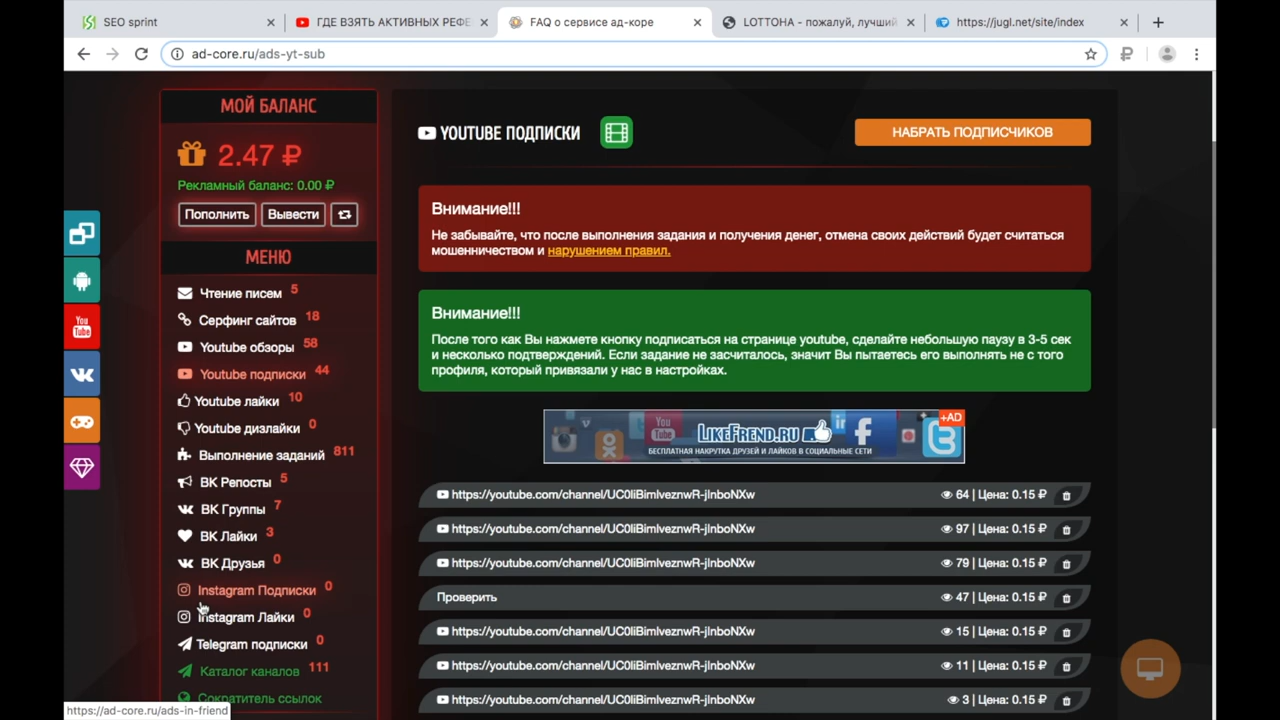 SEO sprint
ГДЕ ВЗЯТЬ АКТИВНЫХ РЕФЕ
FAQ о сервисе ад-коре
LOTTOHA - пожалуй, лучший
https://jugl.net/site/index
ad-core.ru/ads-yt-sub
МОЙ БАЛАНС
2.47 ₽
Рекламный баланс: 0.00 ₽
Пополнить
Вывести
МЕНЮ
Чтение писем 5
Серфинг сайтов 18
Youtube обзоры 58
Youtube подписки 44
Youtube лайки 10
Youtube дизлайки 0
Выполнение заданий 811
ВК Репосты 5
ВК Группы 7
ВК Лайки 3
ВК Друзья 0
Instagram Подписки 0
Instagram Лайки 0
Telegram подписки 0
Каталог каналов 111
Сократитель ссылок
https://ad-core.ru/ads-in-friend
You
Tube
YOUTUBE ПОДПИСКИ
НАБРАТЬ ПОДПИСЧИКОВ
Внимание!!!
Не забывайте, что после выполнения задания и получения денег, отмена своих действий будет считаться
мошенничеством и нарушением правил.
Внимание!!!
После того как Вы нажмете кнопку подписаться на странице youtube, сделайте небольшую паузу в 3-5 сек
и несколько подтверждений. Если задание не засчиталось, значит Вы пытаетесь его выполнять не с того
профиля, который привязали у нас в настройках.
+AD
You
Tube
in
LIKEFREND.RU
БЕСПЛАТНАЯ НАКРУТКА ДРУЗЕЙ И ЛАЙКОВ В СОЦИАЛЬНЫЕ СЕТИ
https://youtube.com/channel/UC0liBimlveznwR-jlnboNXw 64 | Цена: 0.15 ₽
https://youtube.com/channel/UC0liBimlveznwR-jlnboNXw 97 | Цена: 0.15 ₽
https://youtube.com/channel/UC0liBimlveznwR-jlnboNXw 79 | Цена: 0.15 ₽
Проверить 47 | Цена: 0.15 ₽
https://youtube.com/channel/UC0liBimlveznwR-jlnboNXw 15 | Цена: 0.15 ₽
https://youtube.com/channel/UC0liBimlveznwR-jlnboNXw 11 | Цена: 0.15 ₽
https://youtube.com/channel/UC0liBimlveznwR-jlnboNXw 3 | Цена: 0.15 ₽